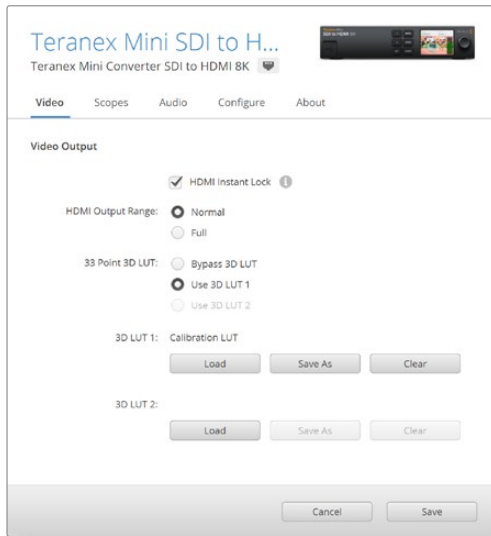 Teranex Mini SDI to H...
Teranex Mini Converter SDI to HDMI 8K
Video Scopes Audio Configure About
Video Output
HDMI Instant Lock
HDMI Output Range: Normal
Full
33 Point 3D LUT: Bypass 3D LUT
Use 3D LUT 1
Use 3D LUT 2
3D LUT 1: Calibration LUT
Load Save As Clear
3D LUT 2:
Load Save As Clear
Cancel Save